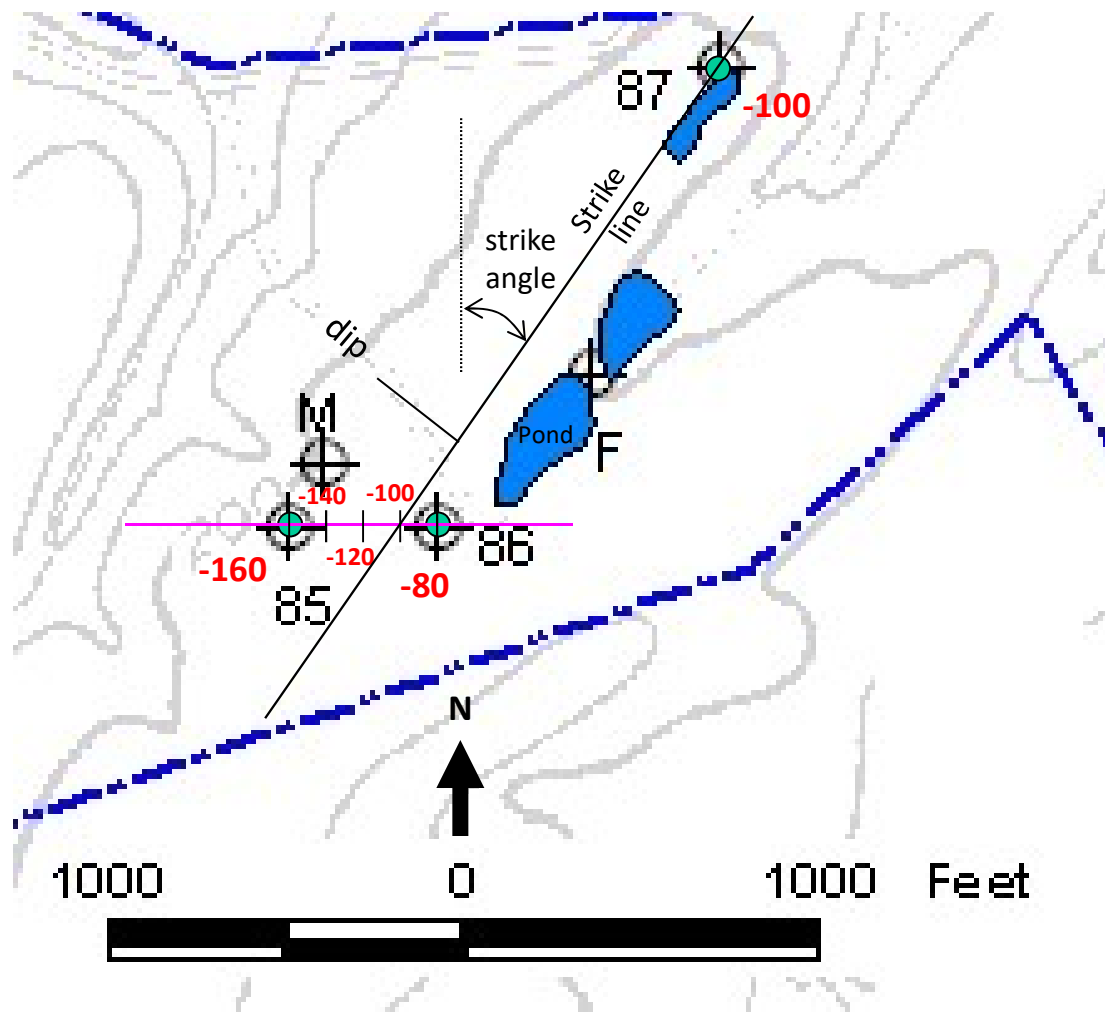 87
-100
Strike
line
strike
angle
dip
M
Pond
F
-140
-100
-120
86
-160
-80
85
N
1000 0 1000 Feet